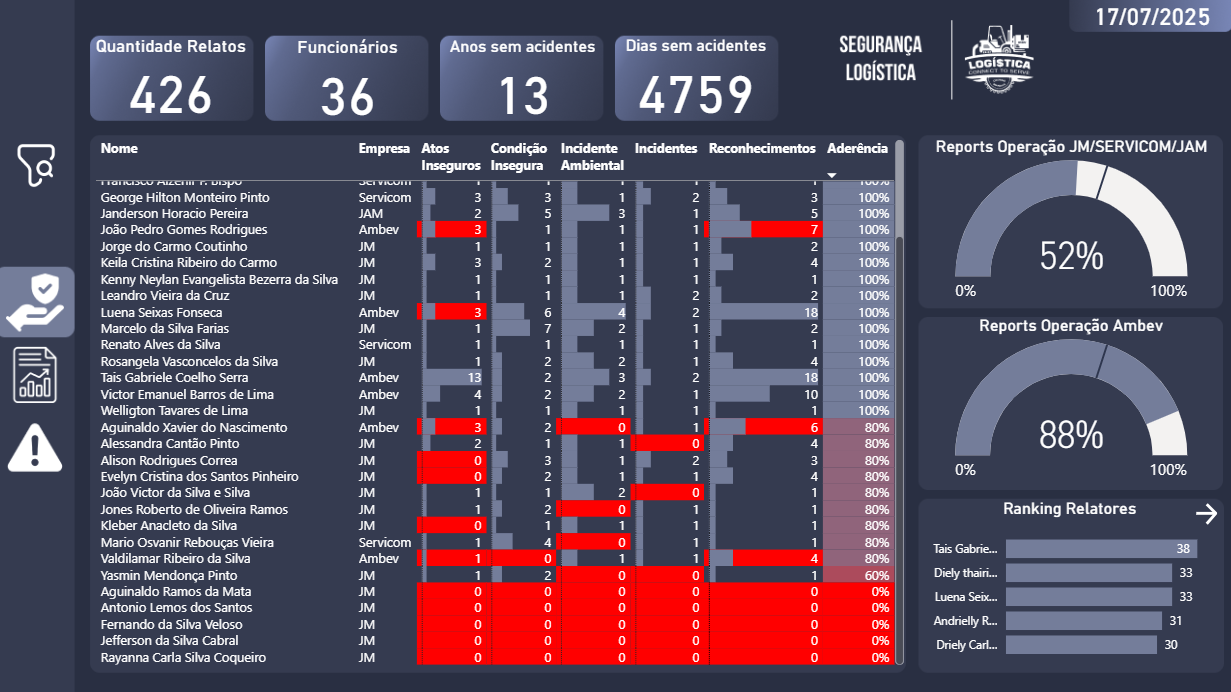 17/07/2025
Quantidade Relatos
426
Funcionários
36
Anos sem acidentes
13
Dias sem acidentes
4759
SEGURANÇA
LOGÍSTICA
LOGÍSTICA
CONNECT TO SERVE
Nome Empresa Atos Inseguros Condição Insegura Incidente Ambiental Incidentes Reconhecimentos Aderência
Francisco Alzenir P. Bispo Servicom 1 1 1 1 1 100%
George Hilton Monteiro Pinto Servicom 3 3 1 2 3 100%
Janderson Horacio Pereira JAM 2 5 3 1 5 100%
João Pedro Gomes Rodrigues Ambev 3 1 1 1 7 100%
Jorge do Carmo Coutinho JM 1 1 1 1 2 100%
Keila Cristina Ribeiro do Carmo JM 3 2 1 1 4 100%
Kenny Neylan Evangelista Bezerra da Silva JM 1 1 1 1 1 100%
Leandro Vieira da Cruz JM 1 1 1 2 2 100%
Luena Seixas Fonseca Ambev 3 6 4 2 18 100%
Marcelo da Silva Farias JM 1 7 2 1 2 100%
Renato Alves da Silva Servicom 1 1 1 1 1 100%
Rosangela Vasconcelos da Silva JM 1 2 2 1 4 100%
Tais Gabriele Coelho Serra Ambev 13 2 3 2 18 100%
Victor Emanuel Barros de Lima Ambev 4 2 2 1 10 100%
Welligton Tavares de Lima JM 1 1 1 1 1 100%
Aguinaldo Xavier do Nascimento Ambev 3 2 0 1 6 80%
Alessandra Cantão Pinto JM 2 1 1 0 4 80%
Alison Rodrigues Correa JM 0 3 1 2 3 80%
Evelyn Cristina dos Santos Pinheiro JM 0 2 1 1 4 80%
João Victor da Silva e Silva JM 1 1 2 0 1 80%
Jones Roberto de Oliveira Ramos JM 1 2 0 1 1 80%
Kleber Anacleto da Silva JM 0 1 1 1 1 80%
Mario Osvanir Rebouças Vieira Servicom 1 4 0 1 1 80%
Valdilamar Ribeiro da Silva Ambev 1 0 1 1 4 80%
Yasmin Mendonça Pinto JM 1 2 0 0 1 60%
Aguinaldo Ramos da Mata JM 0 0 0 0 0 0%
Antonio Lemos dos Santos JM 0 0 0 0 0 0%
Fernando da Silva Veloso JM 0 0 0 0 0 0%
Jefferson da Silva Cabral JM 0 0 0 0 0 0%
Rayanna Carla Silva Coqueiro JM 0 0 0 0 0 0%
Reports Operação JM/SERVICOM/JAM
52%
0% 100%
Reports Operação Ambev
88%
0% 100%
Ranking Relatores
Tais Gabrie... 38
Diely thairi... 33
Luena Seix... 33
Andrielly R... 31
Driely Carl... 30